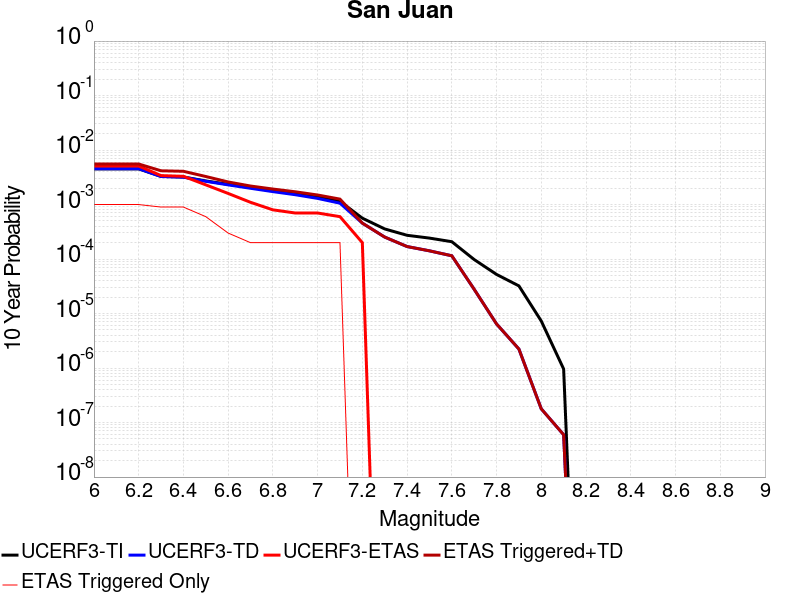 San Juan
10^0
10^-1
10^-2
10^-3
10^-4
10^-5
10^-6
10^-7
10^-8
10 Year Probability
6 6.2 6.4 6.6 6.8 7 7.2 7.4 7.6 7.8 8 8.2 8.4 8.6 8.8 9
Magnitude
UCERF3-TI UCERF3-TD UCERF3-ETAS ETAS Triggered+TD
ETAS Triggered Only